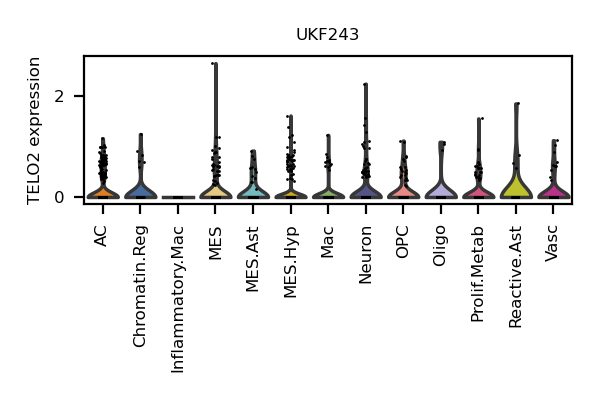 UKF243
TELO2 expression
2
0
AC
Chromatin.Reg
Inflammatory.Mac
MES
MES.Ast
MES.Hyp
Mac
Neuron
OPC
Oligo
Prolif.Metab
Reactive.Ast
Vasc